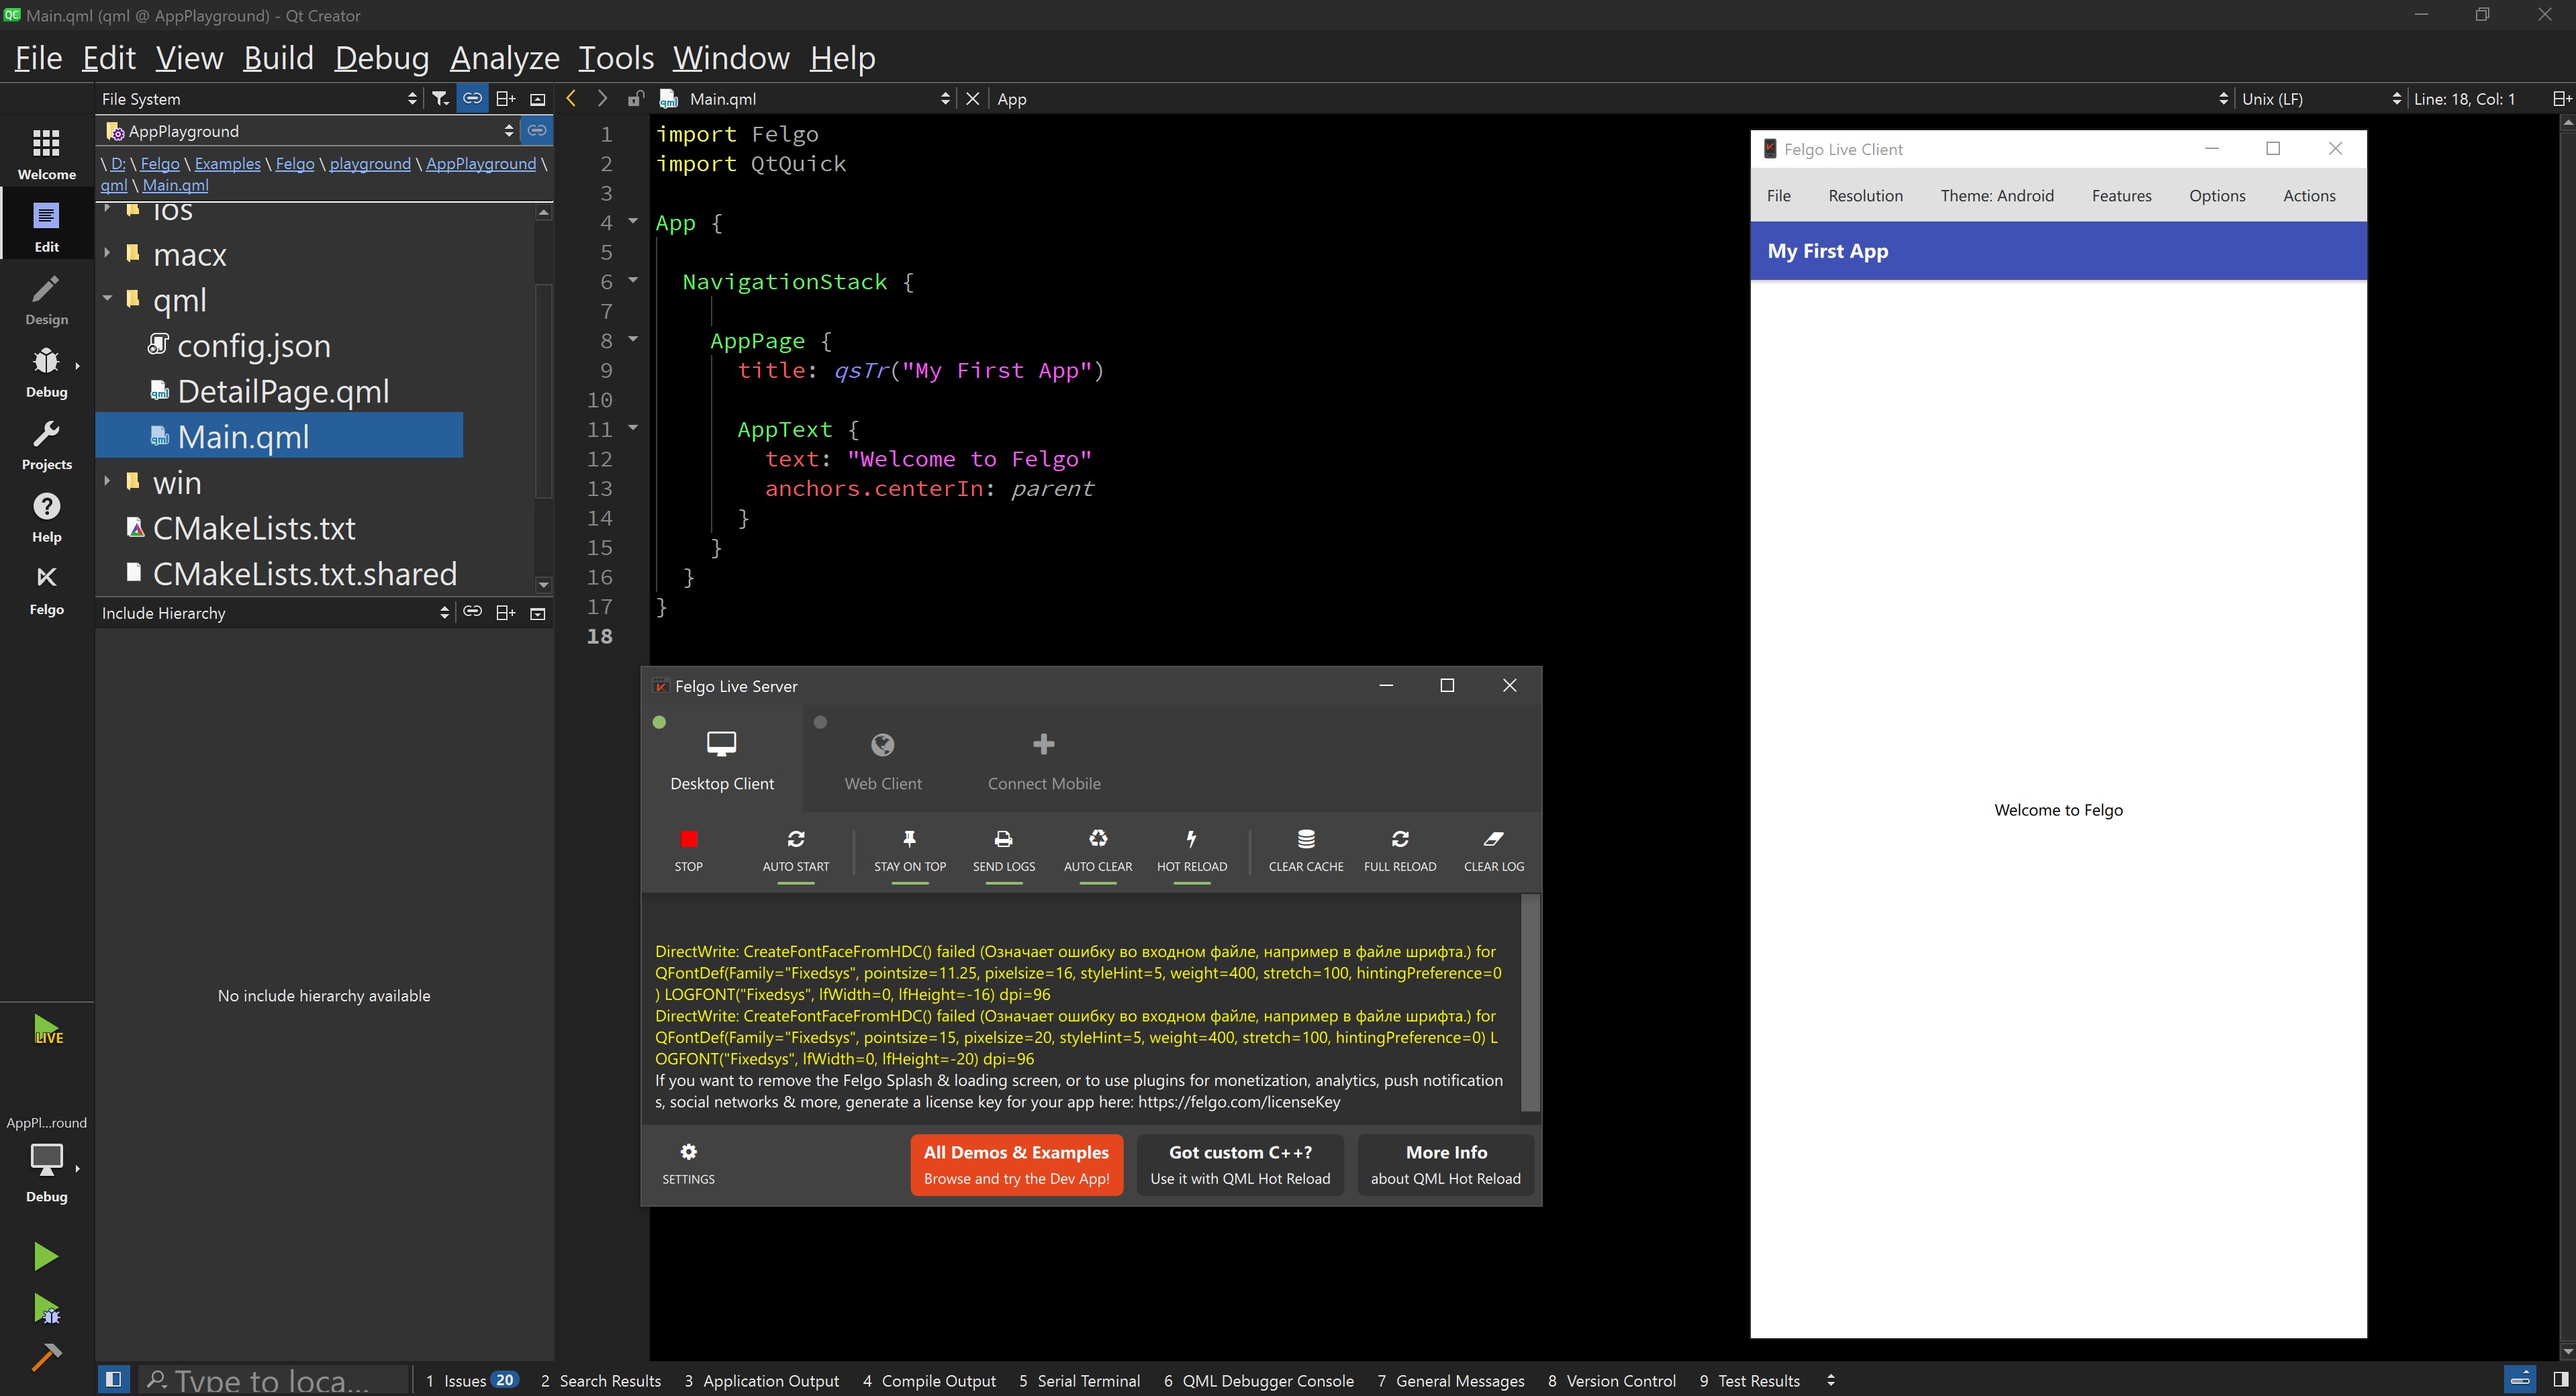 Main.qml (qml @ AppPlayground) - Qt Creator
File Edit View Build Debug Analyze Tools Window Help
File System
Main.qml
App
Unix (LF)
Line: 18, Col: 1
AppPlayground
\ D: \ Felgo \ Examples \ Felgo \ playground \ AppPlayground \
qml \ Main.qml
Welcome
Edit
Design
Debug
Projects
Help
Felgo
ios
macx
qml
config.json
DetailPage.qml
Main.qml
win
CMakeLists.txt
CMakeLists.txt.shared
Include Hierarchy
No include hierarchy available
LIVE
AppPl...round
Debug
1 import Felgo
2 import QtQuick
3
4 App {
5
6 NavigationStack {
7
8 AppPage {
9 title: qsTr("My First App")
10
11 AppText {
12 text: "Welcome to Felgo"
13 anchors.centerIn: parent
14 }
15 }
16 }
17 }
18
Felgo Live Server
Desktop Client
Web Client
Connect Mobile
STOP
AUTO START
STAY ON TOP
SEND LOGS
AUTO CLEAR
HOT RELOAD
CLEAR CACHE
FULL RELOAD
CLEAR LOG
DirectWrite: CreateFontFaceFromHDC() failed (Означает ошибку во входном файле, например в файле шрифта.) for
QFontDef(Family="Fixedsys", pointsize=11.25, pixelsize=16, styleHint=5, weight=400, stretch=100, hintingPreference=0
) LOGFONT("Fixedsys", lfWidth=0, lfHeight=-16) dpi=96
DirectWrite: CreateFontFaceFromHDC() failed (Означает ошибку во входном файле, например в файле шрифта.) for
QFontDef(Family="Fixedsys", pointsize=15, pixelsize=20, styleHint=5, weight=400, stretch=100, hintingPreference=0) L
OGFONT("Fixedsys", lfWidth=0, lfHeight=-20) dpi=96
If you want to remove the Felgo Splash & loading screen, or to use plugins for monetization, analytics, push notification
s, social networks & more, generate a license key for your app here: https://felgo.com/licenseKey
SETTINGS
All Demos & Examples
Browse and try the Dev App!
Got custom C++?
Use it with QML Hot Reload
More Info
about QML Hot Reload
Felgo Live Client
File Resolution Theme: Android Features Options Actions
My First App
Welcome to Felgo
Type to loca...
1 Issues 20
2 Search Results
3 Application Output
4 Compile Output
5 Serial Terminal
6 QML Debugger Console
7 General Messages
8 Version Control
9 Test Results